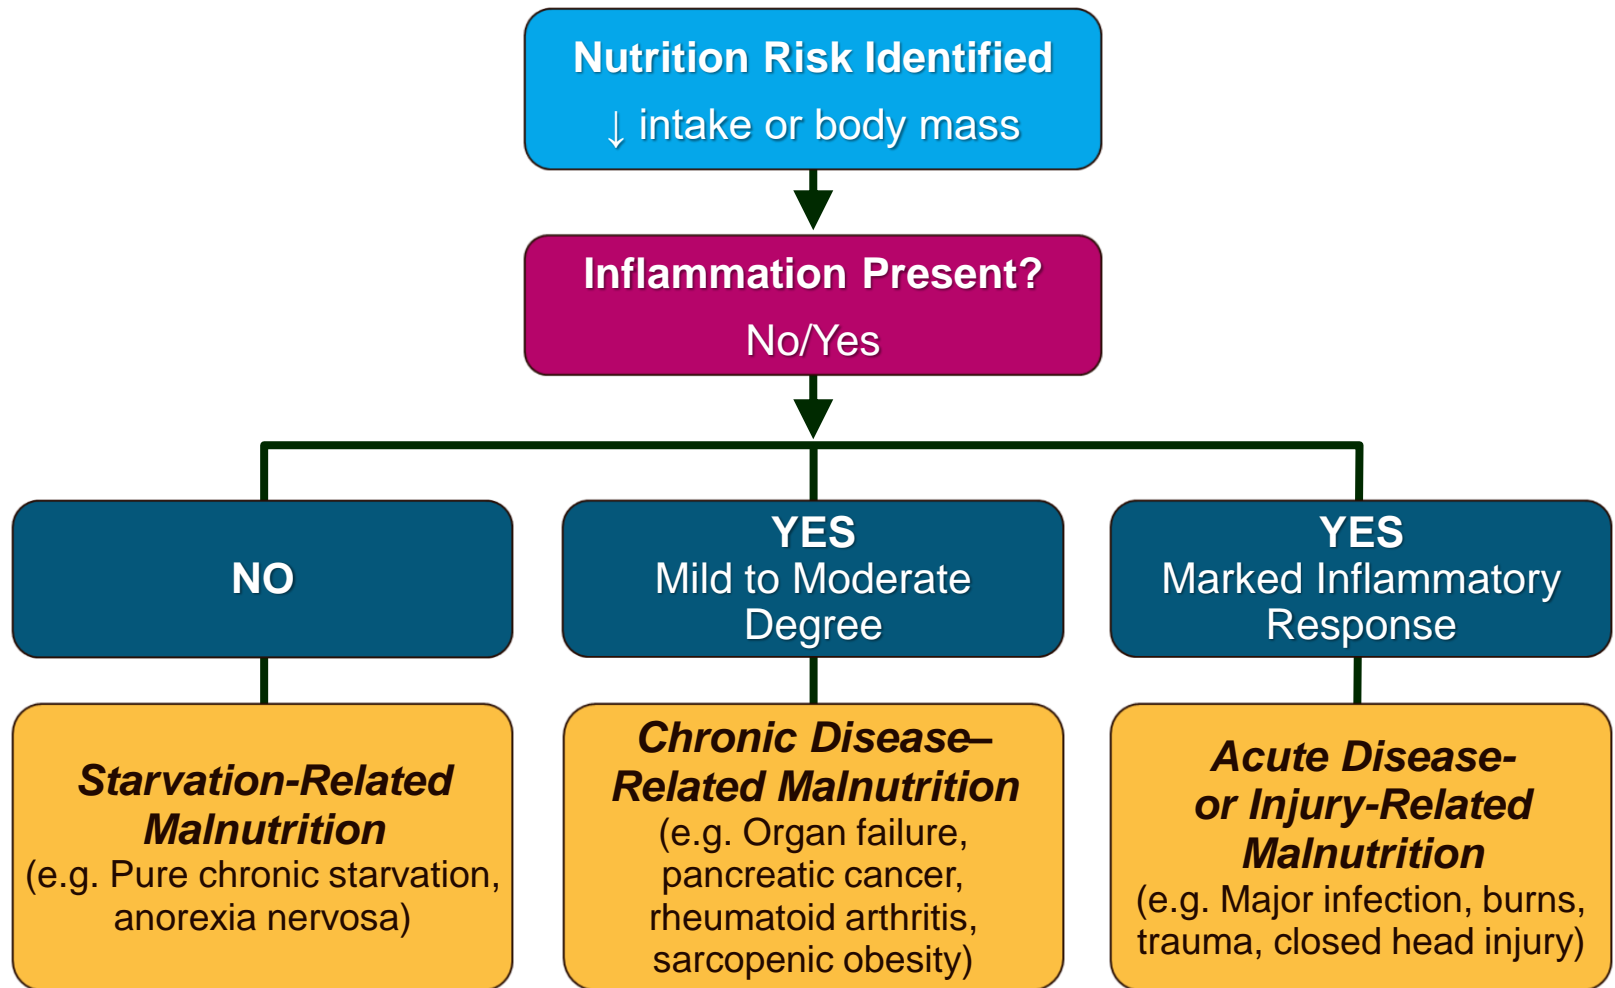 Nutrition Risk Identified
↓ intake or body mass
Inflammation Present?
No/Yes
NO
YES
Mild to Moderate
Degree
YES
Marked Inflammatory
Response
Starvation-Related
Malnutrition
(e.g. Pure chronic starvation,
anorexia nervosa)
Chronic Disease–
Related Malnutrition
(e.g. Organ failure,
pancreatic cancer,
rheumatoid arthritis,
sarcopenic obesity)
Acute Disease-
or Injury-Related
Malnutrition
(e.g. Major infection, burns,
trauma, closed head injury)